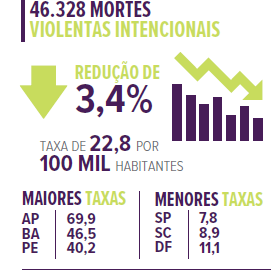 46.328 MORTES
VIOLENTAS INTENCIONAIS
REDUÇÃO DE
3,4%
TAXA DE 22,8 POR
100 MIL HABITANTES
MAIORES TAXAS
AP 69,9
BA 46,5
PE 40,2
MENORES TAXAS
SP 7,8
SC 8,9
DF 11,1